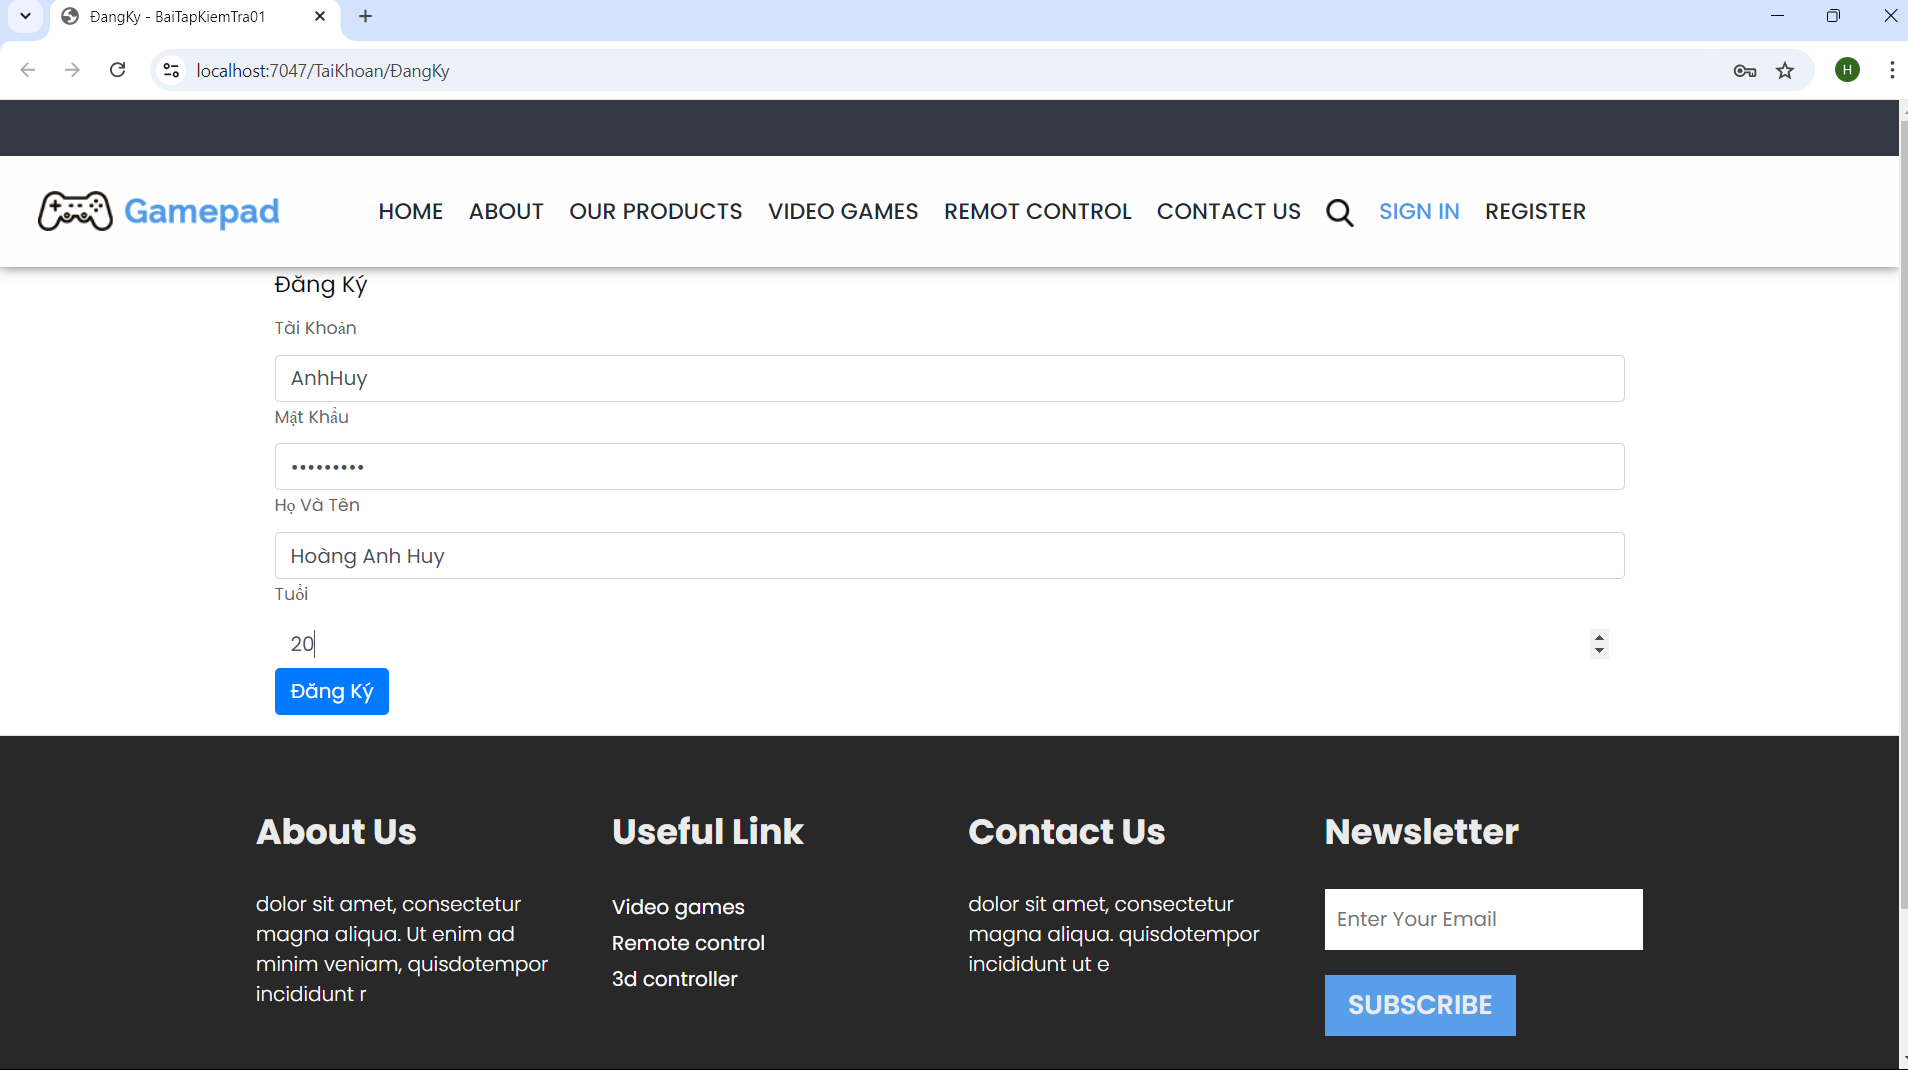 ĐangKy - BaiTapKiemTra01
localhost:7047/TaiKhoan/ĐangKy
H
Gamepad
HOME ABOUT OUR PRODUCTS VIDEO GAMES REMOT CONTROL CONTACT US SIGN IN REGISTER
Đăng Ký
Tài Khoản
AnhHuy
Mật Khẩu
•••••••••
Họ Và Tên
Hoàng Anh Huy
Tuổi
20
Đăng Ký
About Us
dolor sit amet, consectetur
magna aliqua. Ut enim ad
minim veniam, quisdotempor
incididunt r
Useful Link
Video games
Remote control
3d controller
Contact Us
dolor sit amet, consectetur
magna aliqua. quisdotempor
incididunt ut e
Newsletter
Enter Your Email
SUBSCRIBE